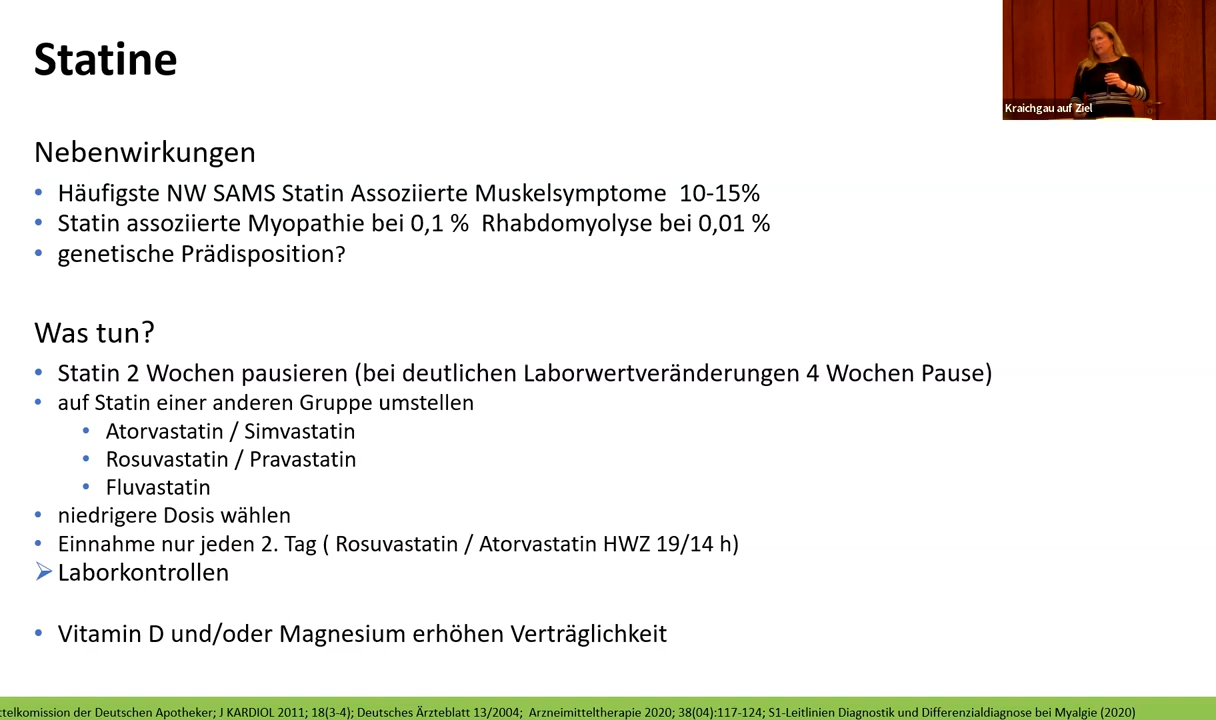 Statine
Kraichgau auf Ziel
Nebenwirkungen
• Häufigste NW SAMS Statin Assoziierte Muskelsymptome 10-15%
• Statin assoziierte Myopathie bei 0,1 % Rhabdomyolyse bei 0,01 %
• genetische Prädisposition?
Was tun?
• Statin 2 Wochen pausieren (bei deutlichen Laborwertveränderungen 4 Wochen Pause)
• auf Statin einer anderen Gruppe umstellen
• Atorvastatin / Simvastatin
• Rosuvastatin / Pravastatin
• Fluvastatin
• niedrigere Dosis wählen
• Einnahme nur jeden 2. Tag ( Rosuvastatin / Atorvastatin HWZ 19/14 h)
➢ Laborkontrollen
• Vitamin D und/oder Magnesium erhöhen Verträglichkeit
ttelkomission der Deutschen Apotheker; J KARDIOL 2011; 18(3-4); Deutsches Ärzteblatt 13/2004; Arzneimitteltherapie 2020; 38(04):117-124; S1-Leitlinien Diagnostik und Differenzialdiagnose bei Myalgie (2020)